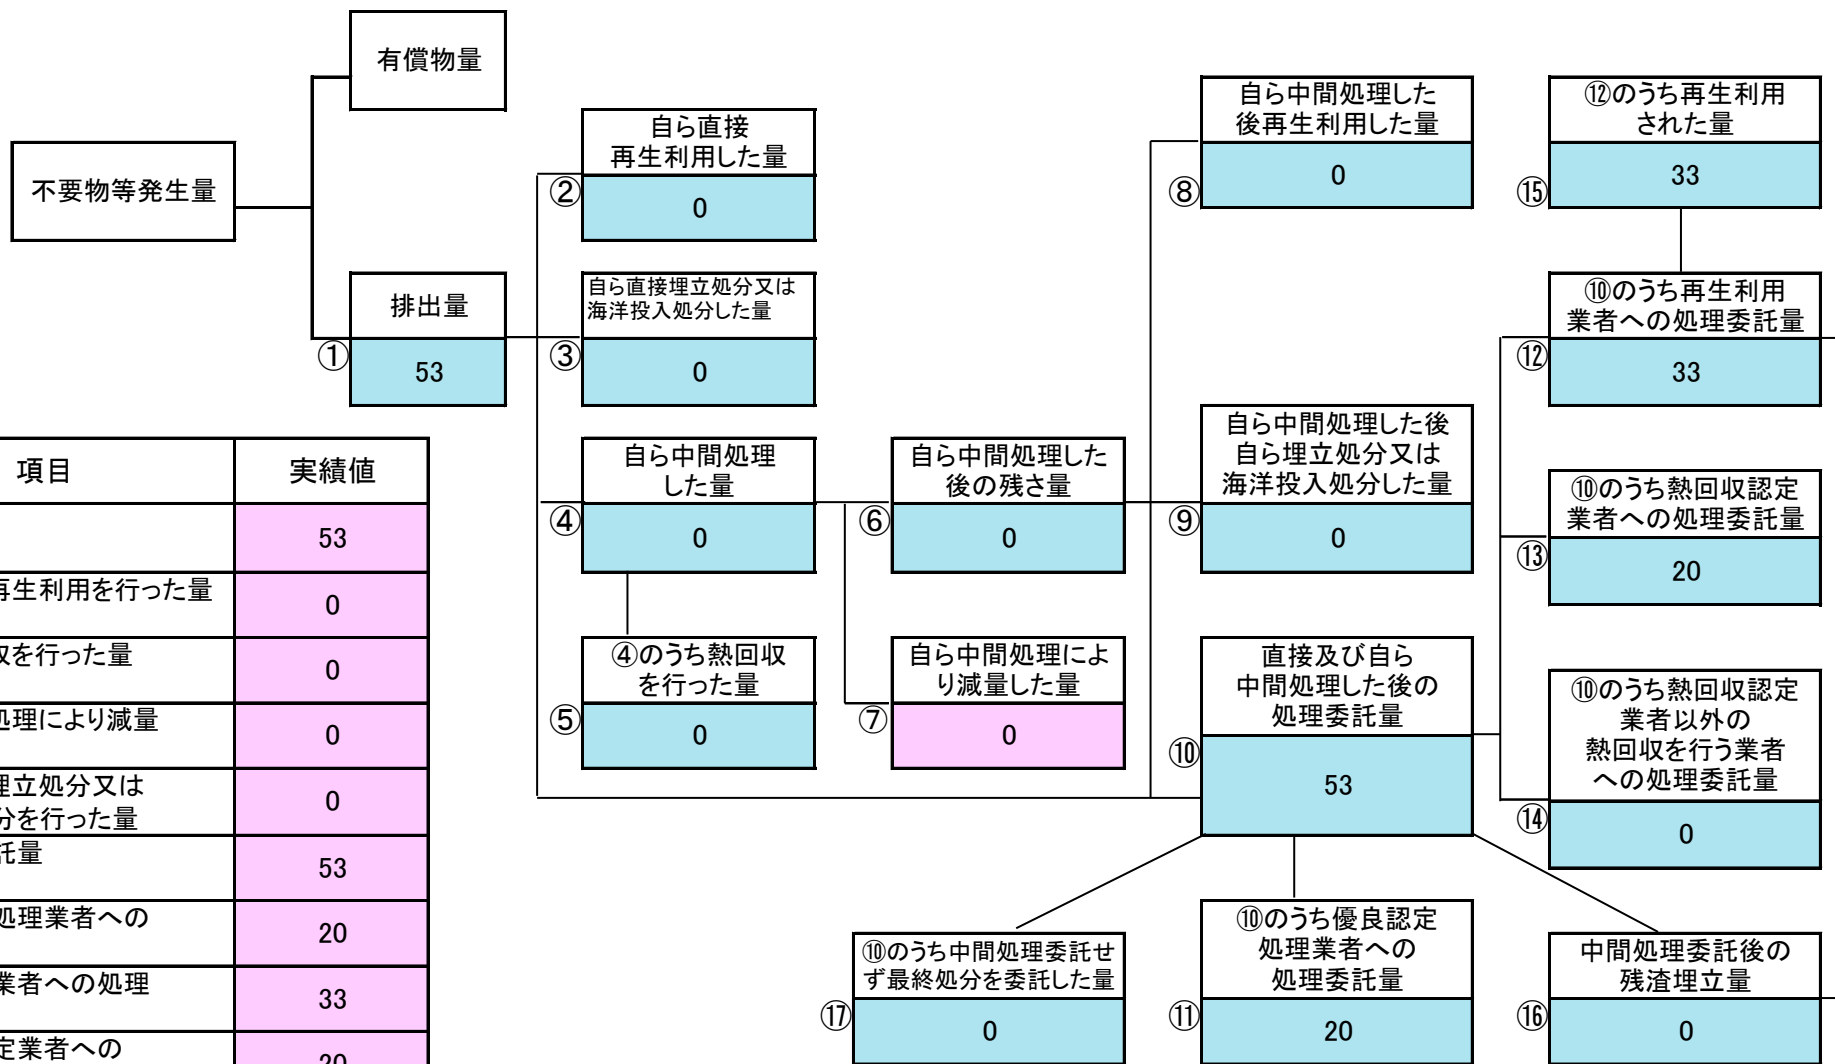 有償物量
不要物等発生量
排出量
①
53
自ら直接
再生利用した量
②
0
自ら直接埋立処分又は
海洋投入処分した量
③
0
自ら中間処理
した量
④
0
④のうち熱回収
を行った量
⑤
0
自ら中間処理した
後の残さ量
⑥
0
自ら中間処理によ
り減量した量
⑦
0
自ら中間処理した
後再生利用した量
⑧
0
自ら中間処理した後
自ら埋立処分又は
海洋投入処分した量
⑨
0
直接及び自ら
中間処理した後の
処理委託量
⑩
53
⑫のうち再生利用
された量
⑮
33
⑩のうち再生利用
業者への処理委託量
⑫
33
⑩のうち熱回収認定
業者への処理委託量
⑬
20
⑩のうち熱回収認定
業者以外の
熱回収を行う業者
への処理委託量
⑭
0
⑩のうち中間処理委託せ
ず最終処分を委託した量
⑰
0
⑩のうち優良認定
処理業者への
処理委託量
⑪
20
中間処理委託後の
残渣埋立量
⑯
0
項目
実績値
53
再生利用を行った量
0
を行った量
0
処理により減量
0
埋立処分又は
を行った量
0
託量
53
処理業者への
20
業者への処理
33
定業者への
20